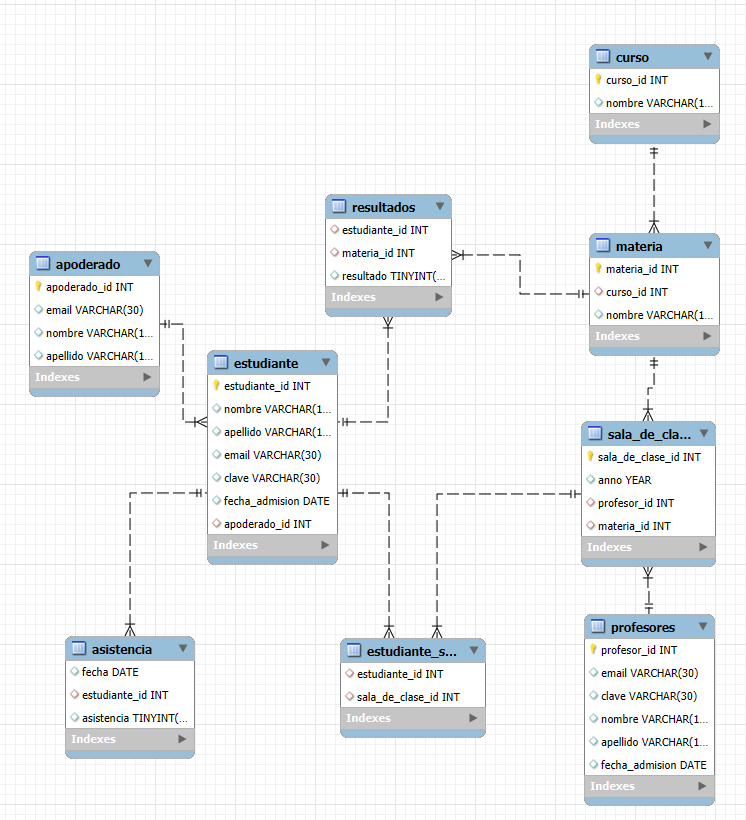 curso
curso_id INT
nombre VARCHAR(1...
Indexes
resultados
estudiante_id INT
materia_id INT
resultado TINYINT(...
Indexes
materia
materia_id INT
curso_id INT
nombre VARCHAR(1...
Indexes
apoderado
apoderado_id INT
email VARCHAR(30)
nombre VARCHAR(1...
apellido VARCHAR(1...
Indexes
estudiante
estudiante_id INT
nombre VARCHAR(1...
apellido VARCHAR(1...
email VARCHAR(30)
clave VARCHAR(30)
fecha_admision DATE
apoderado_id INT
Indexes
sala_de_cla...
sala_de_clase_id INT
anno YEAR
profesor_id INT
materia_id INT
Indexes
asistencia
fecha DATE
estudiante_id INT
asistencia TINYINT(...
Indexes
estudiante_s...
estudiante_id INT
sala_de_clase_id INT
Indexes
profesores
profesor_id INT
email VARCHAR(30)
clave VARCHAR(30)
nombre VARCHAR(1...
apellido VARCHAR(1...
fecha_admision DATE
Indexes